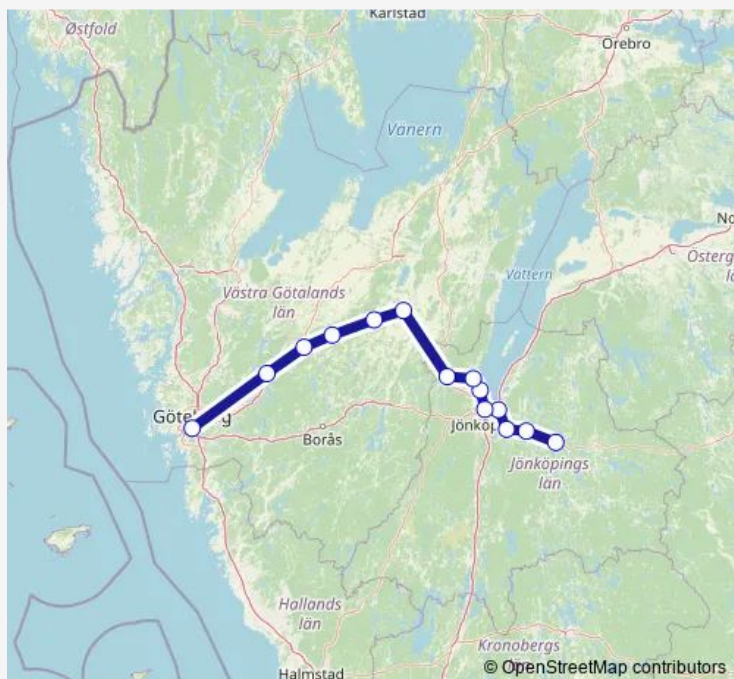 Karlstad
Østfold
Örebro
Vänern
No
Österg
Vättern
Västra Götalands
län
Göteborg
Borås
Jönköp
Jönköpings
län
Hallands
län
Kronobergs
Halmstad
© OpenStreetMap contributors